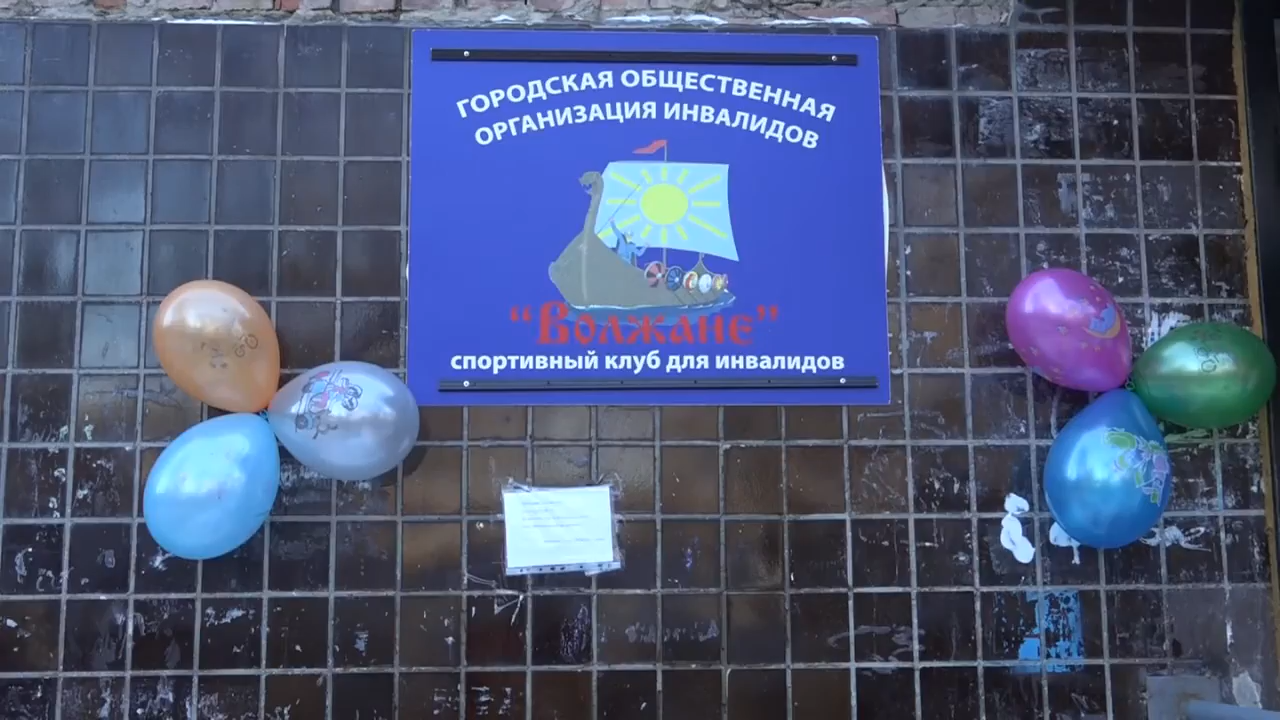 ГОРОДСКАЯ ОБЩЕСТВЕННАЯ
ОРГАНИЗАЦИЯ ИНВАЛИДОВ
“Волжане”
спортивный клуб для инвалидов